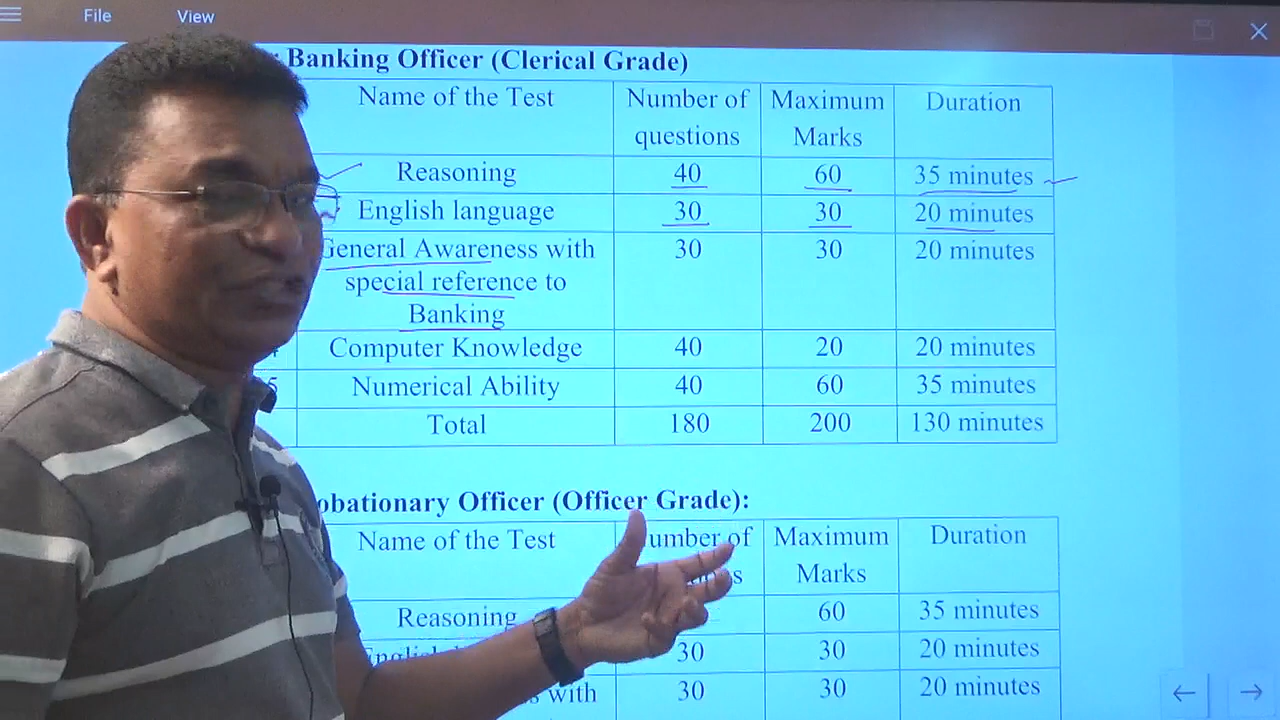 File View
Banking Officer (Clerical Grade)
Name of the Test Number of questions Maximum Marks Duration
Reasoning 40 60 35 minutes
English language 30 30 20 minutes
General Awareness with special reference to Banking 30 30 20 minutes
Computer Knowledge 40 20 20 minutes
5 Numerical Ability 40 60 35 minutes
Total 180 200 130 minutes
obationary Officer (Officer Grade):
Name of the Test Number of Maximum Marks Duration
Reasoning 60 35 minutes
30 30 20 minutes
with 30 30 20 minutes